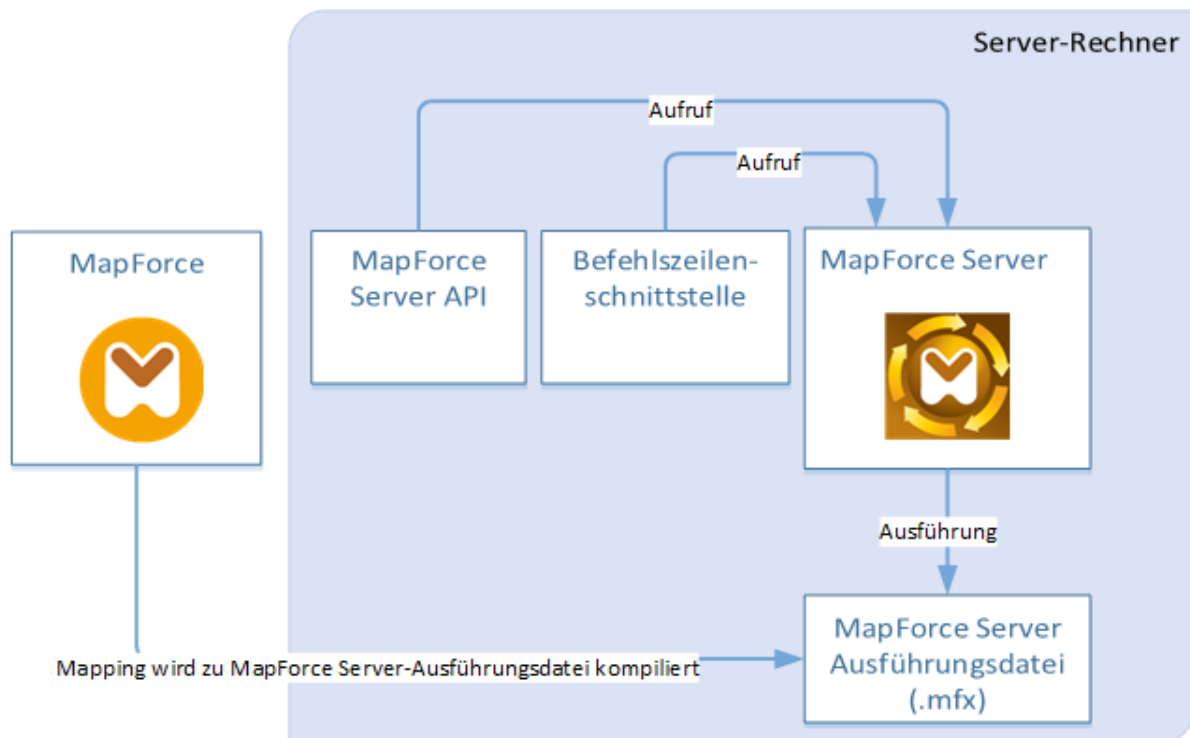 Server-Rechner
Aufruf
Aufruf
MapForce
MapForce
Server API
Befehlszeilen-
schnittstelle
MapForce Server
Ausführung
Mapping wird zu MapForce Server-Ausführungsdatei kompiliert
MapForce Server
Ausführungsdatei
(.mfx)